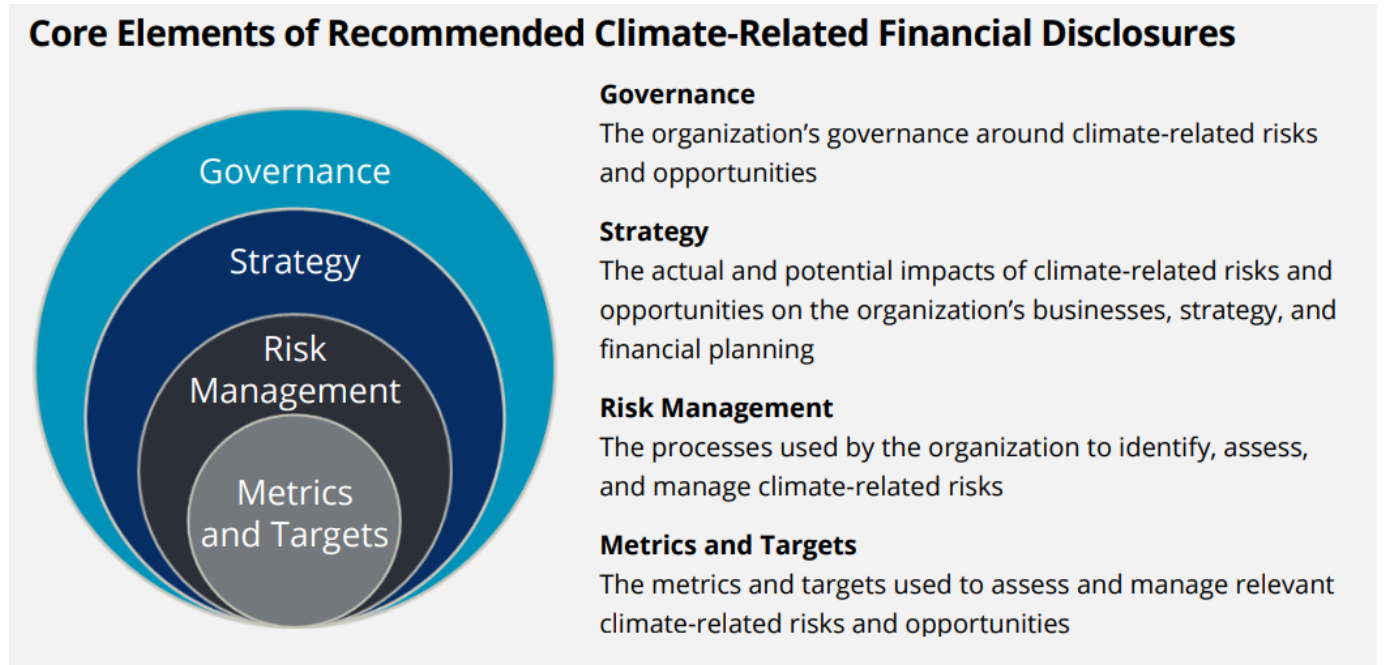 Core Elements of Recommended Climate-Related Financial Disclosures
Governance
Strategy
Risk
Management
Metrics
and Targets
Governance
The organization’s governance around climate-related risks
and opportunities
Strategy
The actual and potential impacts of climate-related risks and
opportunities on the organization’s businesses, strategy, and
financial planning
Risk Management
The processes used by the organization to identify, assess,
and manage climate-related risks
Metrics and Targets
The metrics and targets used to assess and manage relevant
climate-related risks and opportunities